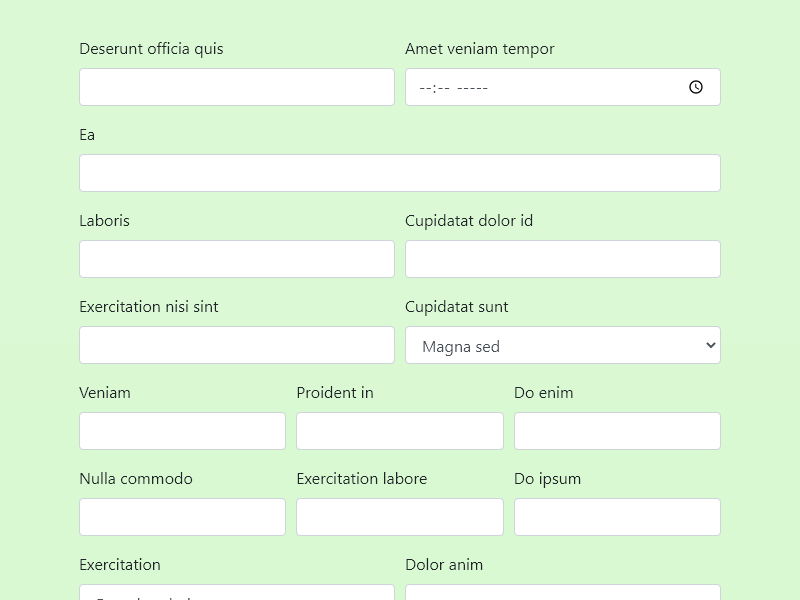 Deserunt officia quis
Amet veniam tempor
--:-- -----
Ea
Laboris
Cupidatat dolor id
Exercitation nisi sint
Cupidatat sunt
Magna sed
Veniam
Proident in
Do enim
Nulla commodo
Exercitation labore
Do ipsum
Exercitation
Dolor anim